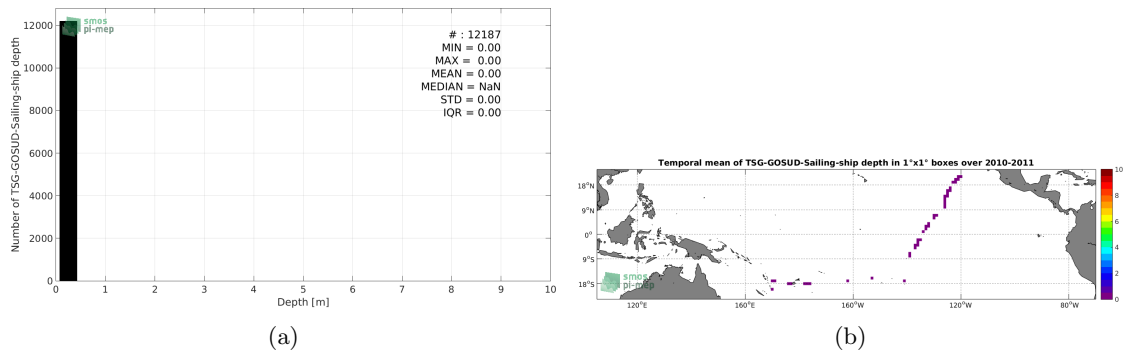 smos
pi-mep
# : 12187
MIN = 0.00
MAX = 0.00
MEAN = 0.00
MEDIAN = NaN
STD = 0.00
IQR = 0.00
12000
10000
8000
6000
4000
2000
0
Number of TSG-GOSUD-Sailing-ship depth
0 1 2 3 4 5 6 7 8 9 10
Depth [m]
(a)
Temporal mean of TSG-GOSUD-Sailing-ship depth in 1°x1° boxes over 2010-2011
18°N
9°N
0°
9°S
18°S
120°E 160°E 160°W 120°W 80°W
10
8
6
4
2
0
smos
pi-mep
(b)